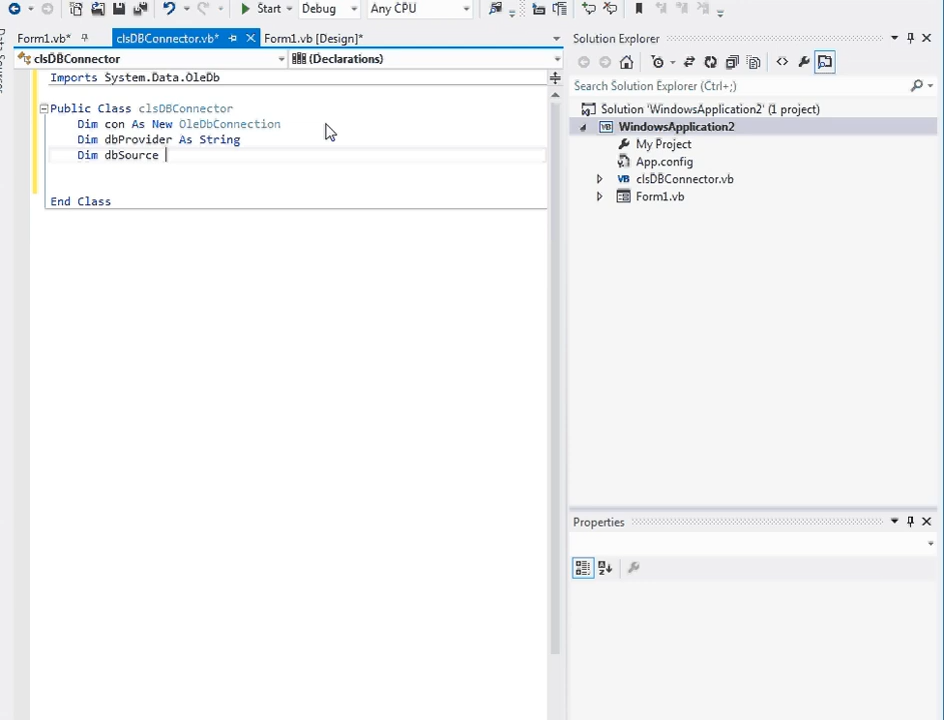 Start
Debug
Any CPU
Form1.vb*
clsDBConnector.vb*
Form1.vb [Design]*
clsDBConnector
(Declarations)
Imports System.Data.OleDb
Public Class clsDBConnector
Dim con As New OleDbConnection
Dim dbProvider As String
Dim dbSource
End Class
Solution Explorer
Search Solution Explorer (Ctrl+;)
Solution 'WindowsApplication2' (1 project)
VB WindowsApplication2
My Project
App.config
VB clsDBConnector.vb
Form1.vb
Properties